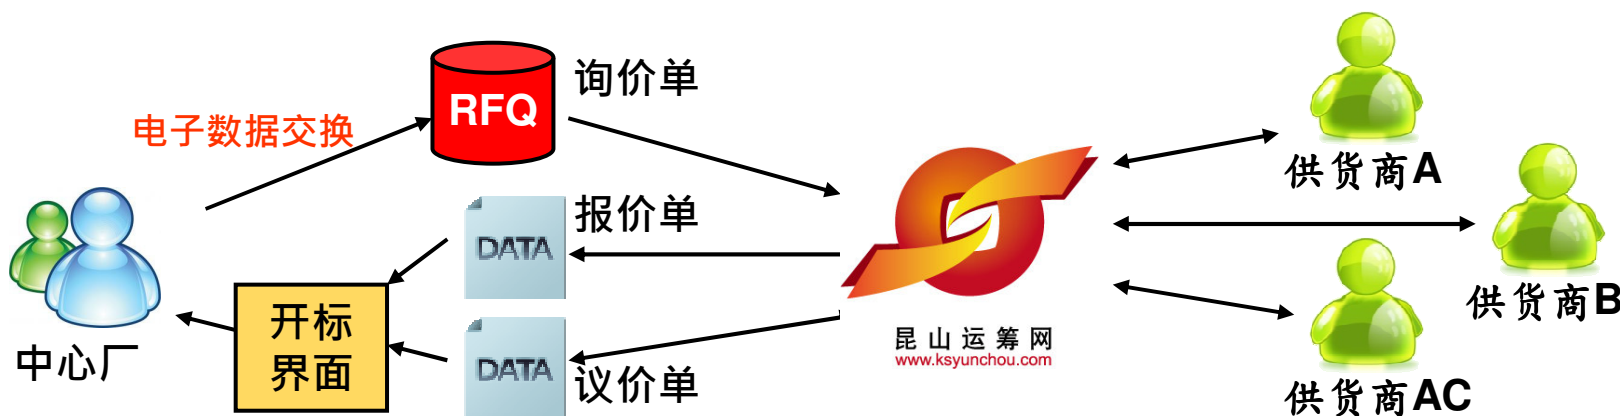 询价单
RFQ
电子数据交换
供货商A
报价单
DATA
供货商B
开标
界面
中心厂
昆山运筹网
www.ksyunchou.com
DATA
议价单
供货商AC